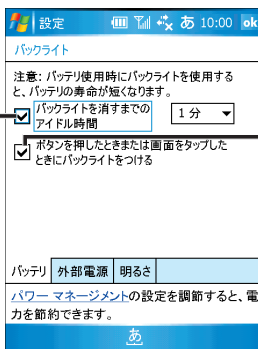 設定 あ 10:00 ok
バックライト
注意: バッテリ使用時にバックライトを使用する
と、バッテリの寿命が短くなります。
バックライトを消すまでの 1 分
アイドル時間
ボタンを押したときまたは画面をタップした
ときにバックライトをつける
バッテリ 外部電源 明るさ
パワー マネージメントの設定を調節すると、電
力を節約できます。
あ